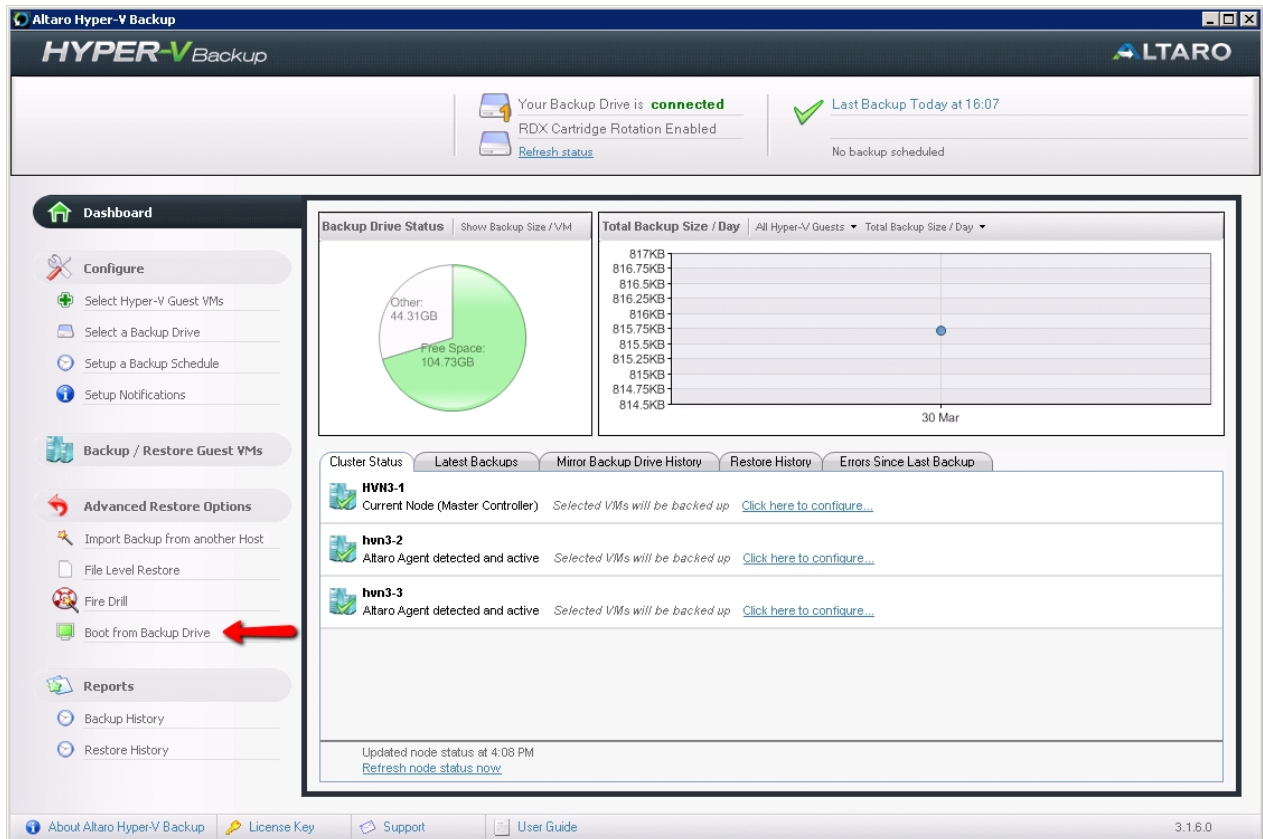 Altaro Hyper-V Backup
HYPER-V Backup
ALTARO
Your Backup Drive is connected
RDX Cartridge Rotation Enabled
Refresh status
Last Backup Today at 16:07
No backup scheduled
Dashboard
Configure
Select Hyper-V Guest VMs
Select a Backup Drive
Setup a Backup Schedule
Setup Notifications
Backup / Restore Guest VMs
Advanced Restore Options
Import Backup from another Host
File Level Restore
Fire Drill
Boot from Backup Drive
Reports
Backup History
Restore History
Backup Drive Status Show Backup Size / VM
Other:
44.31GB
Free Space:
104.73GB
Total Backup Size / Day All Hyper-V Guests Total Backup Size / Day
817KB
816.75KB
816.5KB
816.25KB
816KB
815.75KB
815.5KB
815.25KB
815KB
814.75KB
814.5KB
30 Mar
Cluster Status Latest Backups Mirror Backup Drive History Restore History Errors Since Last Backup
HVN3-1
Current Node (Master Controller) Selected VMs will be backed up Click here to configure...
hvn3-2
Altaro Agent detected and active Selected VMs will be backed up Click here to configure...
hvn3-3
Altaro Agent detected and active Selected VMs will be backed up Click here to configure...
Updated node status at 4:08 PM
Refresh node status now
About Altaro Hyper-V Backup License Key Support User Guide 3.1.6.0